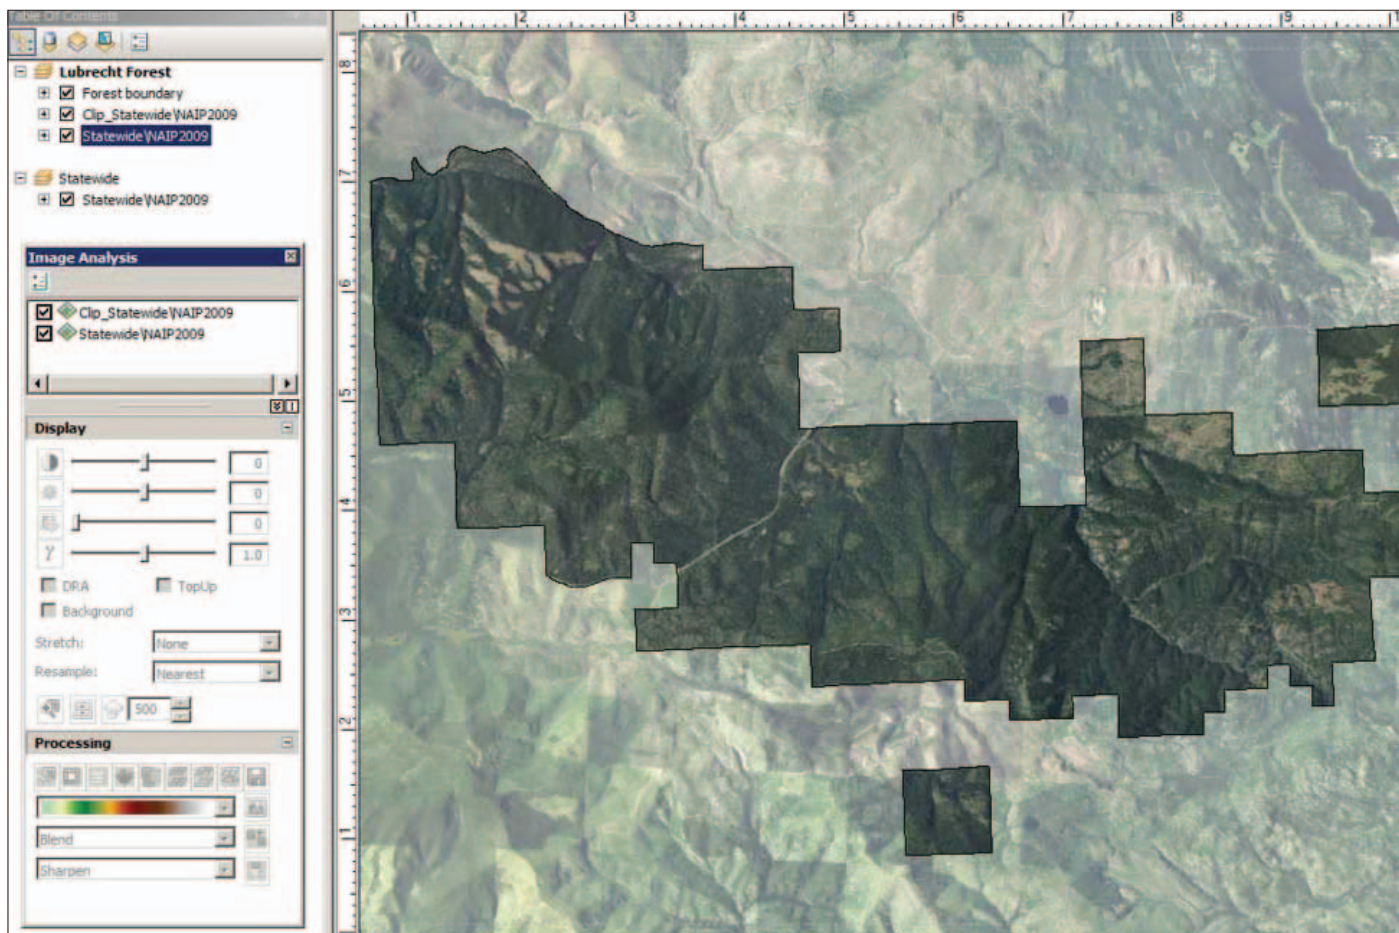 Table Of Contents
Lubrecht Forest
Forest boundary
Clip_Statewide\NAIP2009
Statewide\NAIP2009
Statewide
Statewide\NAIP2009
Image Analysis
Clip_Statewide\NAIP2009
Statewide\NAIP2009
Display
0
0
0
γ 1.0
DRA TopUp
Background
Stretch: None
Resample: Nearest
500
Processing
Blend
Sharpen
1 2 3 4 5 6 7 8 9 10
8
7
6
5
4
3
2
1